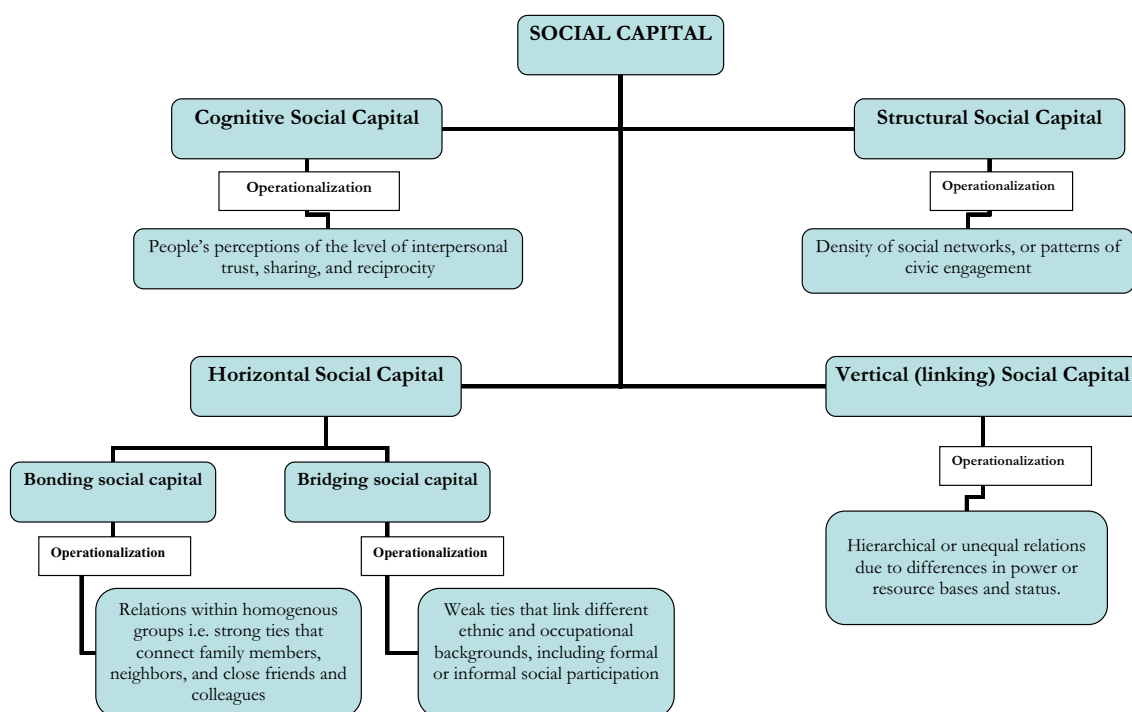 SOCIAL CAPITAL
Cognitive Social Capital
Structural Social Capital
Operationalization
Operationalization
People's perceptions of the level of interpersonal
trust, sharing, and reciprocity
Density of social networks, or patterns of
civic engagement
Horizontal Social Capital
Vertical (linking) Social Capital
Bonding social capital
Bridging social capital
Operationalization
Operationalization
Operationalization
Hierarchical or unequal relations
due to differences in power or
resource bases and status.
Relations within homogenous
groups i.e. strong ties that
connect family members,
neighbors, and close friends and
colleagues
Weak ties that link different
ethnic and occupational
backgrounds, including formal
or informal social participation